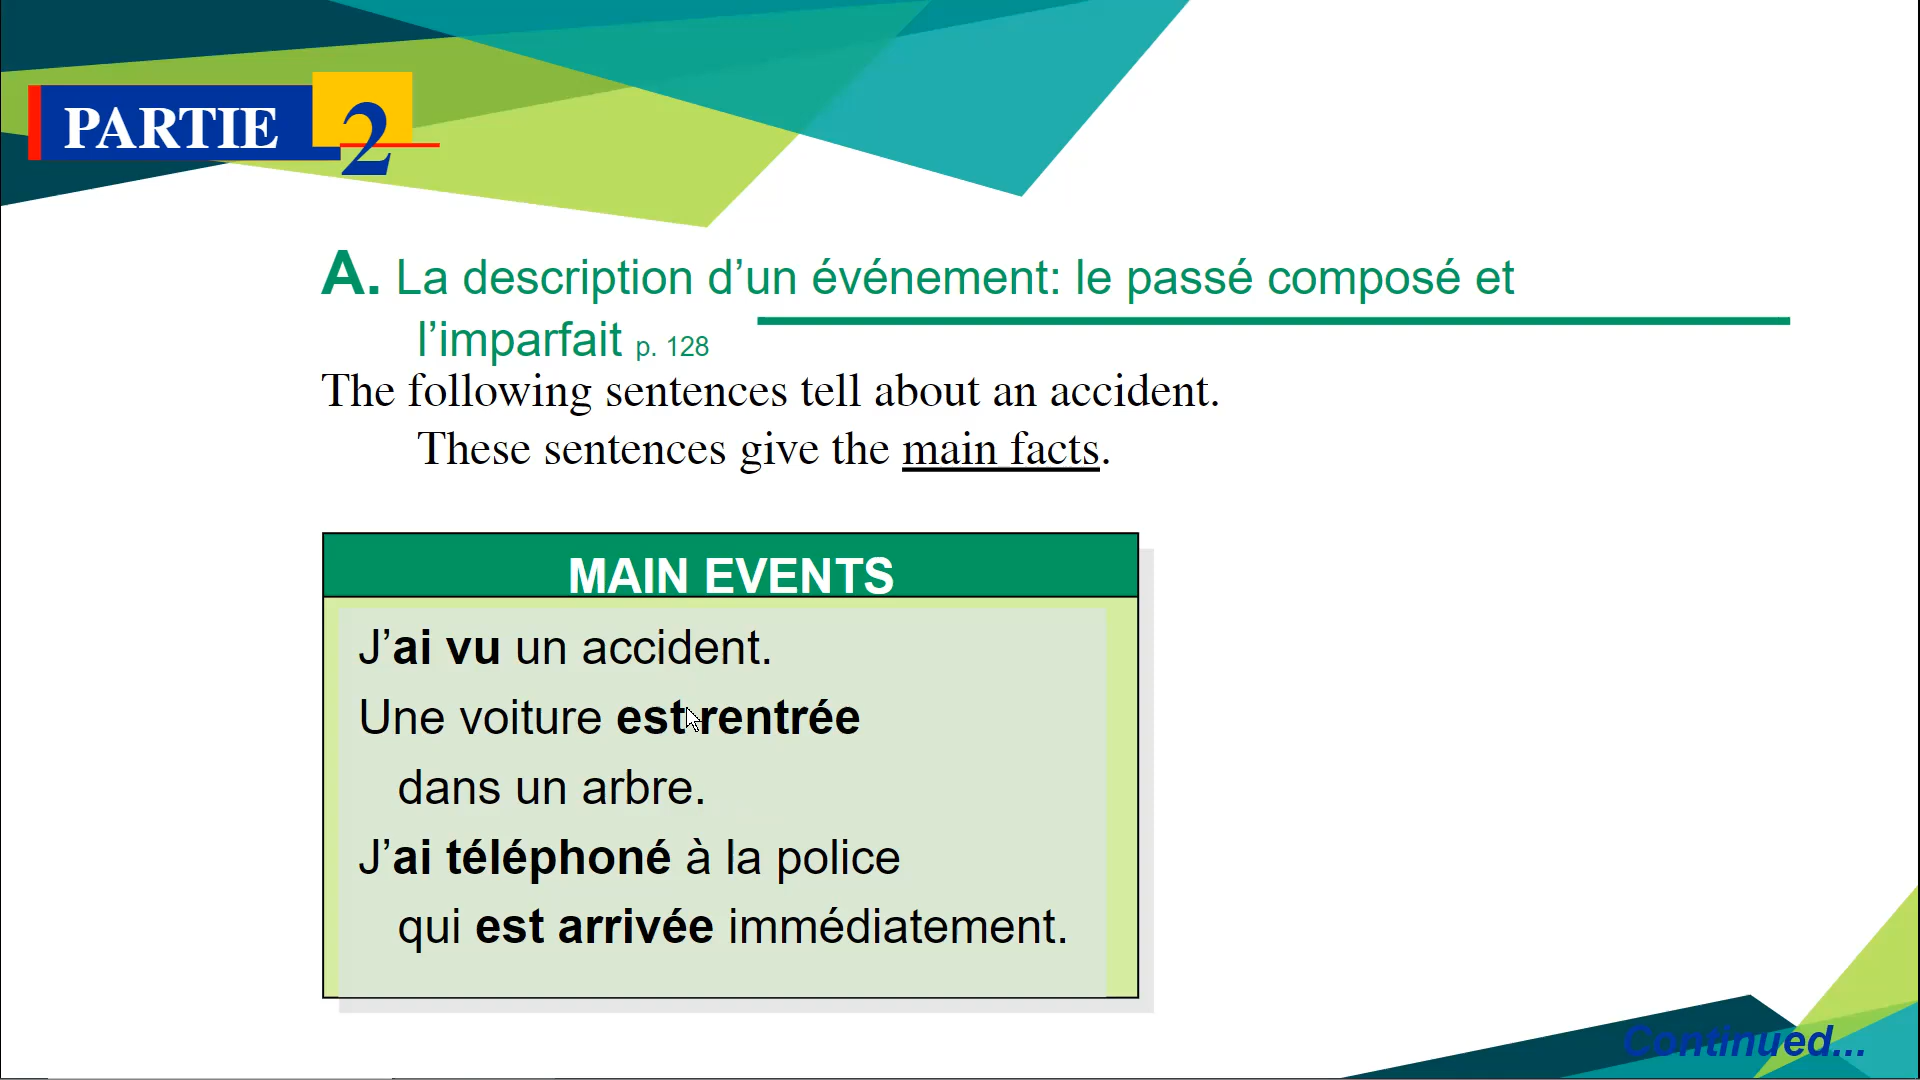 PARTIE 2
A. La description d’un événement: le passé composé et
l’imparfait p. 128
The following sentences tell about an accident.
These sentences give the main facts.
MAIN EVENTS
J’ai vu un accident.
Une voiture est rentrée
dans un arbre.
J’ai téléphoné à la police
qui est arrivée immédiatement.
Continued...